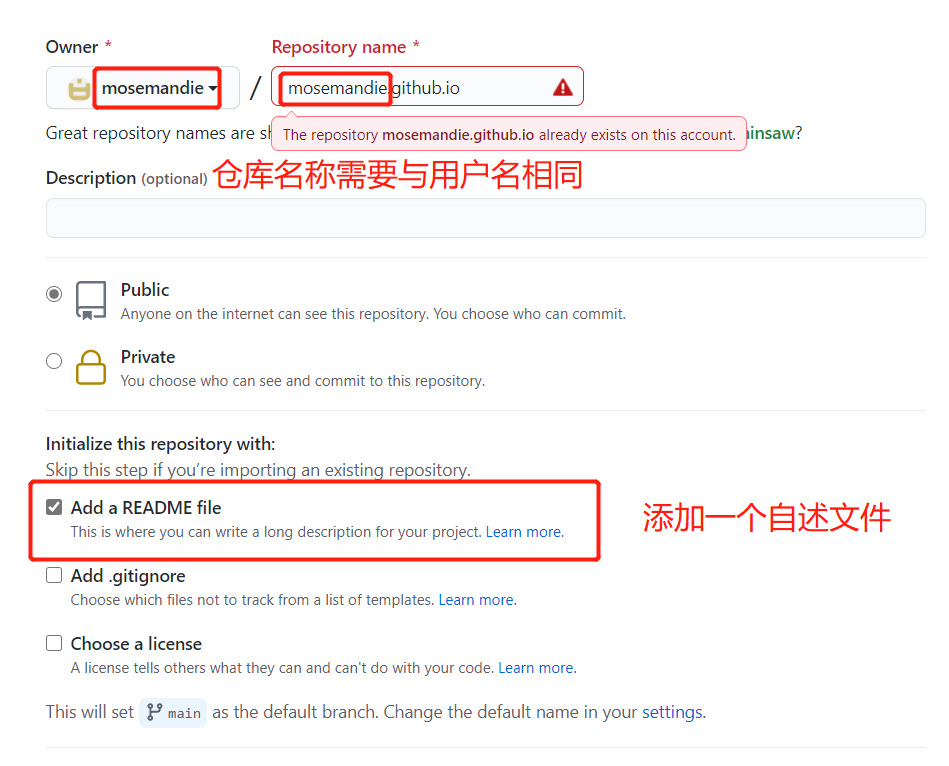 Owner *
Repository name *
mosemandie
/
mosemandie.github.io
Great repository names are sh
The repository mosemandie.github.io already exists on this account.
insaw?
Description (optional)
仓库名称需要与用户名相同
Public
Anyone on the internet can see this repository. You choose who can commit.
Private
You choose who can see and commit to this repository.
Initialize this repository with:
Skip this step if you’re importing an existing repository.
Add a README file
This is where you can write a long description for your project. Learn more.
添加一个自述文件
Add .gitignore
Choose which files not to track from a list of templates. Learn more.
Choose a license
A license tells others what they can and can't do with your code. Learn more.
This will set main as the default branch. Change the default name in your settings.